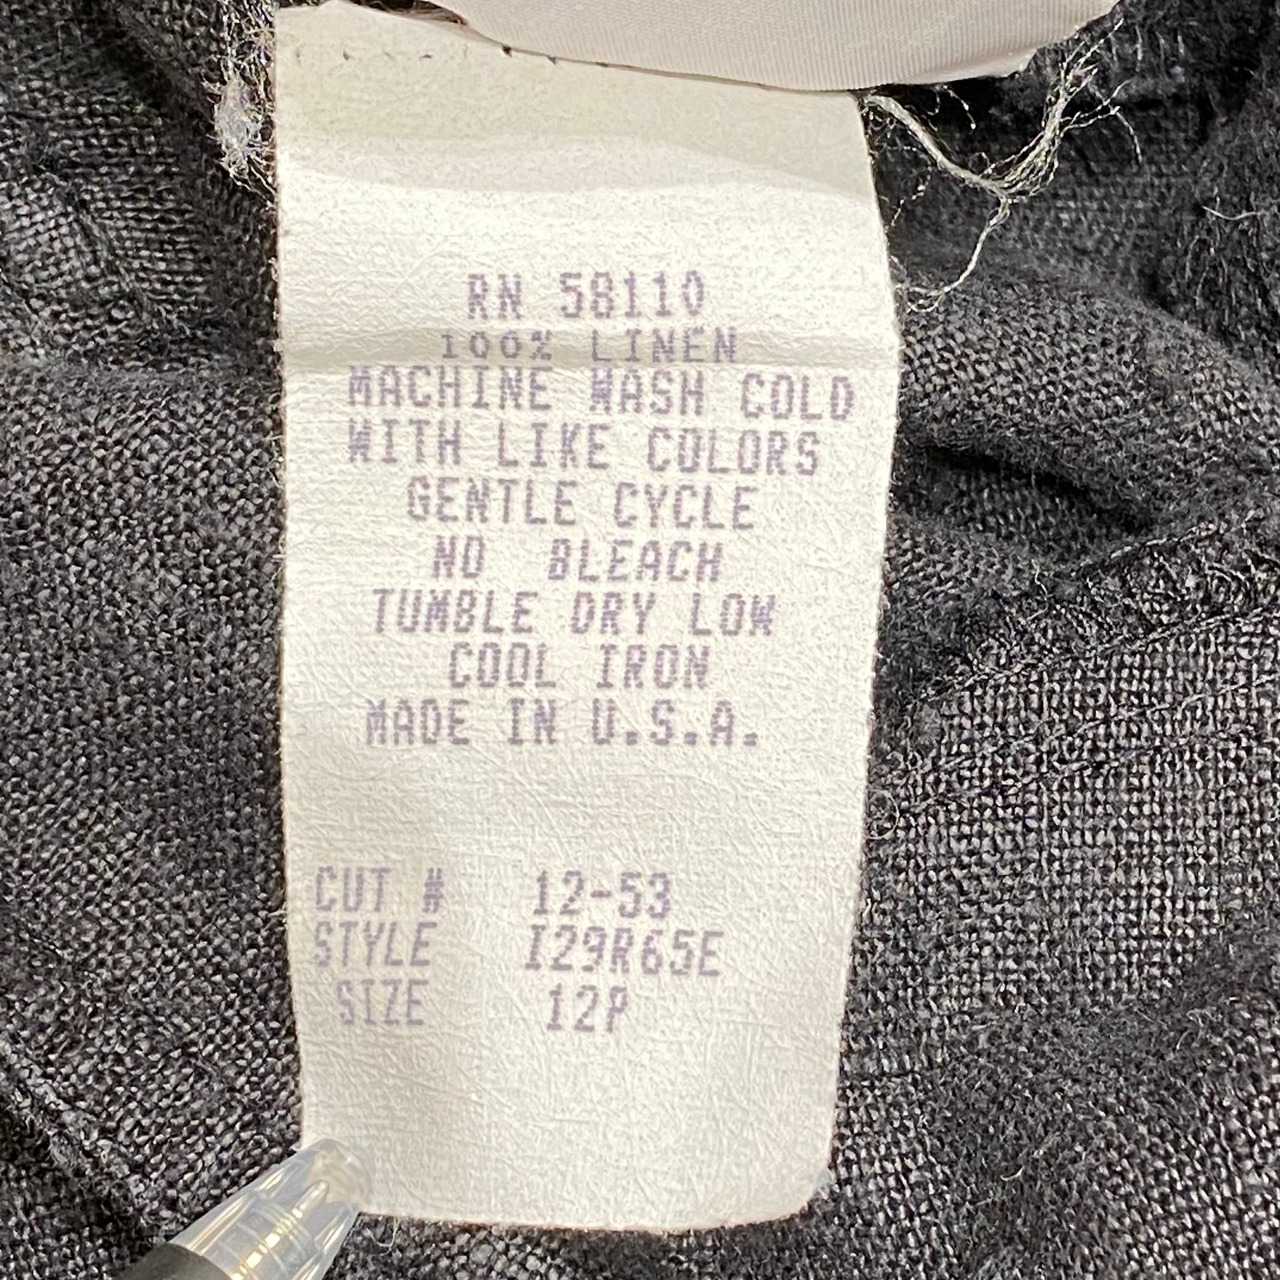 RN 58110
100% LINEN
MACHINE WASH COLD
WITH LIKE COLORS
GENTLE CYCLE
NO BLEACH
TUMBLE DRY LOW
COOL IRON
MADE IN U.S.A.
CUT # 12-53
STYLE I29R65E
SIZE 12P